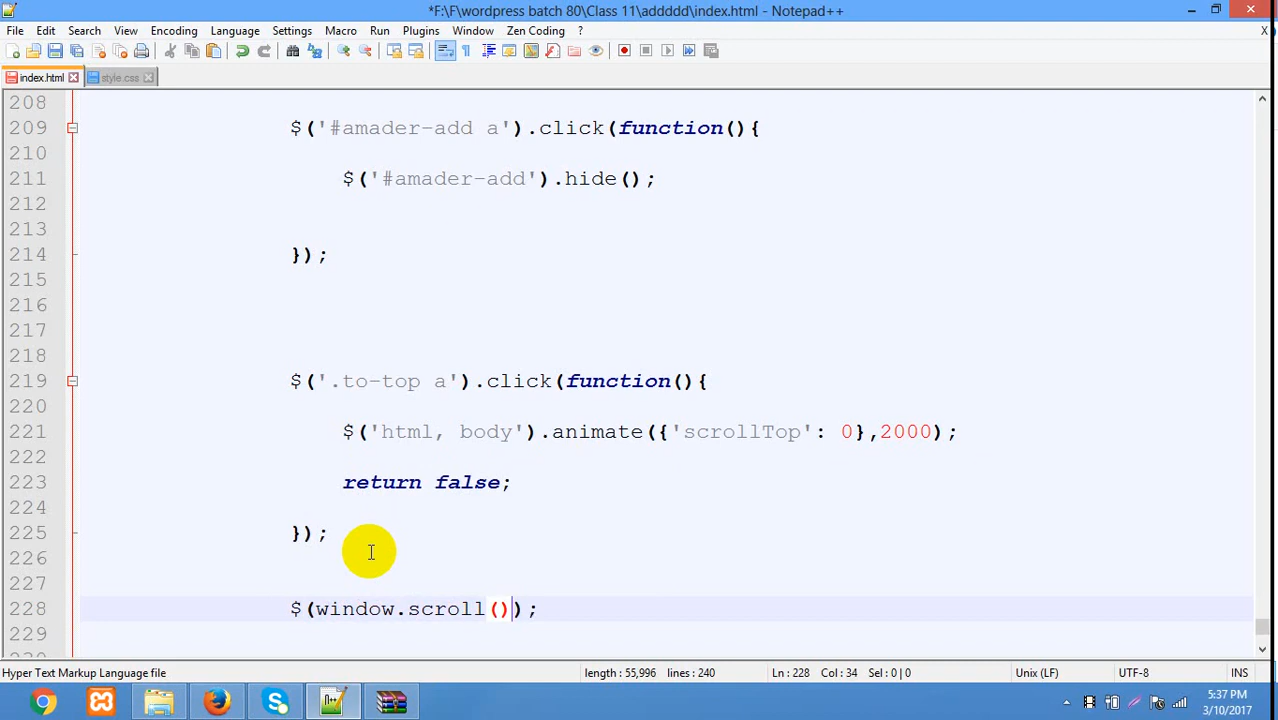 *F:\F\wordpress batch 80\Class 11\addddd\index.html - Notepad++
File Edit Search View Encoding Language Settings Macro Run Plugins Window Zen Coding ? X
index.html style.css
208
209 $('#amader-add a').click(function(){
210
211 $('#amader-add').hide();
212
213
214 });
215
216
217
218
219 $('.to-top a').click(function(){
220
221 $('html, body').animate({'scrollTop': 0},2000);
222
223 return false;
224
225 });
226
227
228 $(window.scroll());
229
Hyper Text Markup Language file length : 55,996 lines : 240 Ln : 228 Col : 34 Sel : 0 | 0 Unix (LF) UTF-8 INS
5:37 PM
3/10/2017